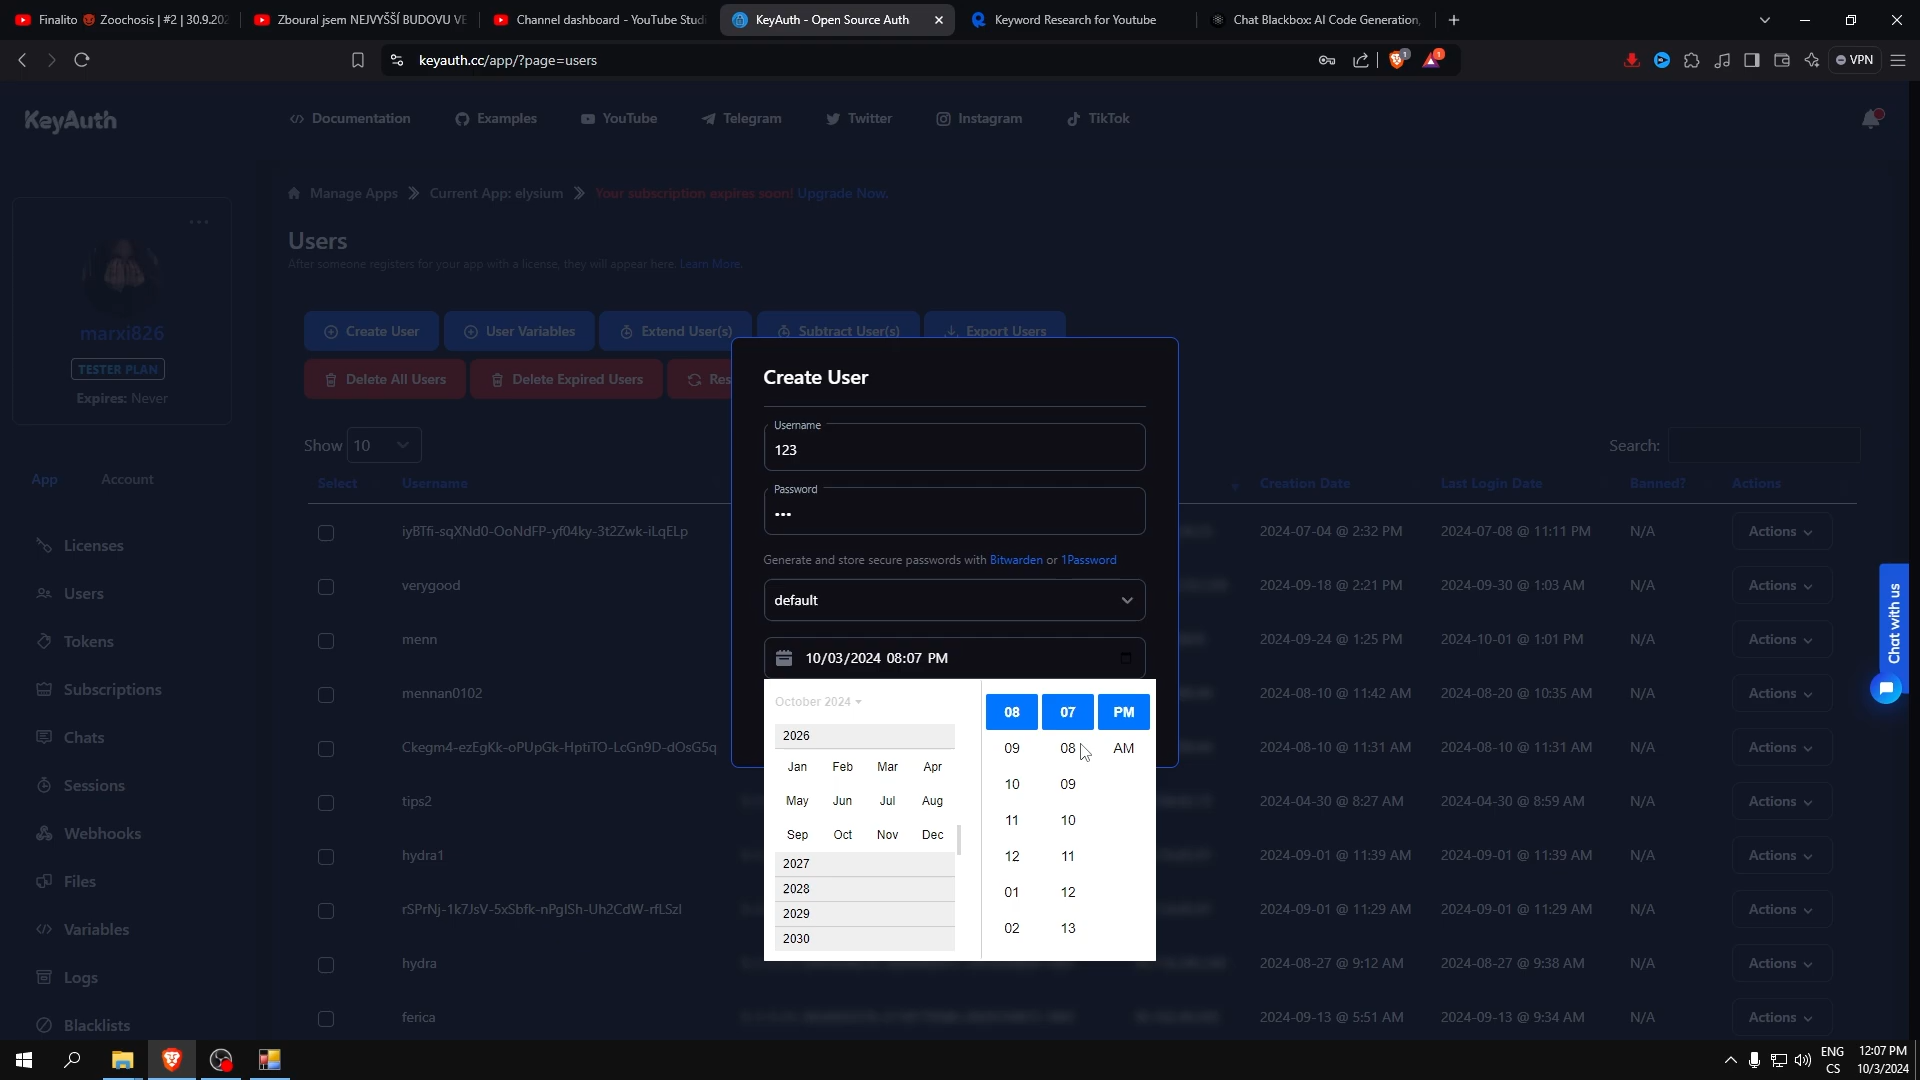 Finalito 😡 Zoochosis | #2 | 30.9.202
Zboural jsem NEJVYŠŠÍ BUDOVU VE
Channel dashboard - YouTube Studi
KeyAuth - Open Source Auth
Keyword Research for Youtube
Chat Blackbox: AI Code Generation,
keyauth.cc/app/?page=users
1
1
VPN
KeyAuth
Documentation
Examples
YouTube
Telegram
Twitter
Instagram
TikTok
Manage Apps
Current App: elysium
Your subscription expires soon! Upgrade Now.
Users
After someone registers for your app with a license, they will appear here. Learn More.
marxi826
TESTER PLAN
Expires: Never
Create User
User Variables
Extend User(s)
Subtract User(s)
Export Users
Delete All Users
Delete Expired Users
Res
Show 10
Search:
App
Account
Licenses
Users
Tokens
Subscriptions
Chats
Sessions
Webhooks
Files
Variables
Logs
Blacklists
Select
Username
Creation Date
Last Login Date
Banned?
Actions
iyBTfi-sqXNd0-OoNdFP-yf04ky-3t2Zwk-iLqELp
2024-07-04 @ 2:32 PM
2024-07-08 @ 11:11 PM
N/A
Actions
verygood
2024-09-18 @ 2:21 PM
2024-09-30 @ 1:03 AM
N/A
Actions
menn
2024-09-24 @ 1:25 PM
2024-10-01 @ 1:01 PM
N/A
Actions
mennan0102
2024-08-10 @ 11:42 AM
2024-08-20 @ 10:35 AM
N/A
Actions
Ckegm4-ezEgKk-oPUpGk-HptiTO-LcGn9D-dOsG5q
2024-08-10 @ 11:31 AM
2024-08-10 @ 11:31 AM
N/A
Actions
tips2
2024-04-30 @ 8:27 AM
2024-04-30 @ 8:59 AM
N/A
Actions
hydra1
2024-09-01 @ 11:39 AM
2024-09-01 @ 11:39 AM
N/A
Actions
rSPrNj-1k7JsV-5xSbfk-nPglSh-Uh2CdW-rfLSzl
2024-09-01 @ 11:29 AM
2024-09-01 @ 11:29 AM
N/A
Actions
hydra
2024-08-27 @ 9:12 AM
2024-08-27 @ 9:38 AM
N/A
Actions
ferica
2024-09-13 @ 5:51 AM
2024-09-13 @ 9:34 AM
N/A
Actions
Create User
Username
123
Password
•••
Generate and store secure passwords with Bitwarden or 1Password
default
10/03/2024 08:07 PM
October 2024
2026
Jan Feb Mar Apr
May Jun Jul Aug
Sep Oct Nov Dec
2027
2028
2029
2030
08 07 PM
09 08 AM
10 09
11 10
12 11
01 12
02 13
Chat with us
ENG
CS
12:07 PM
10/3/2024